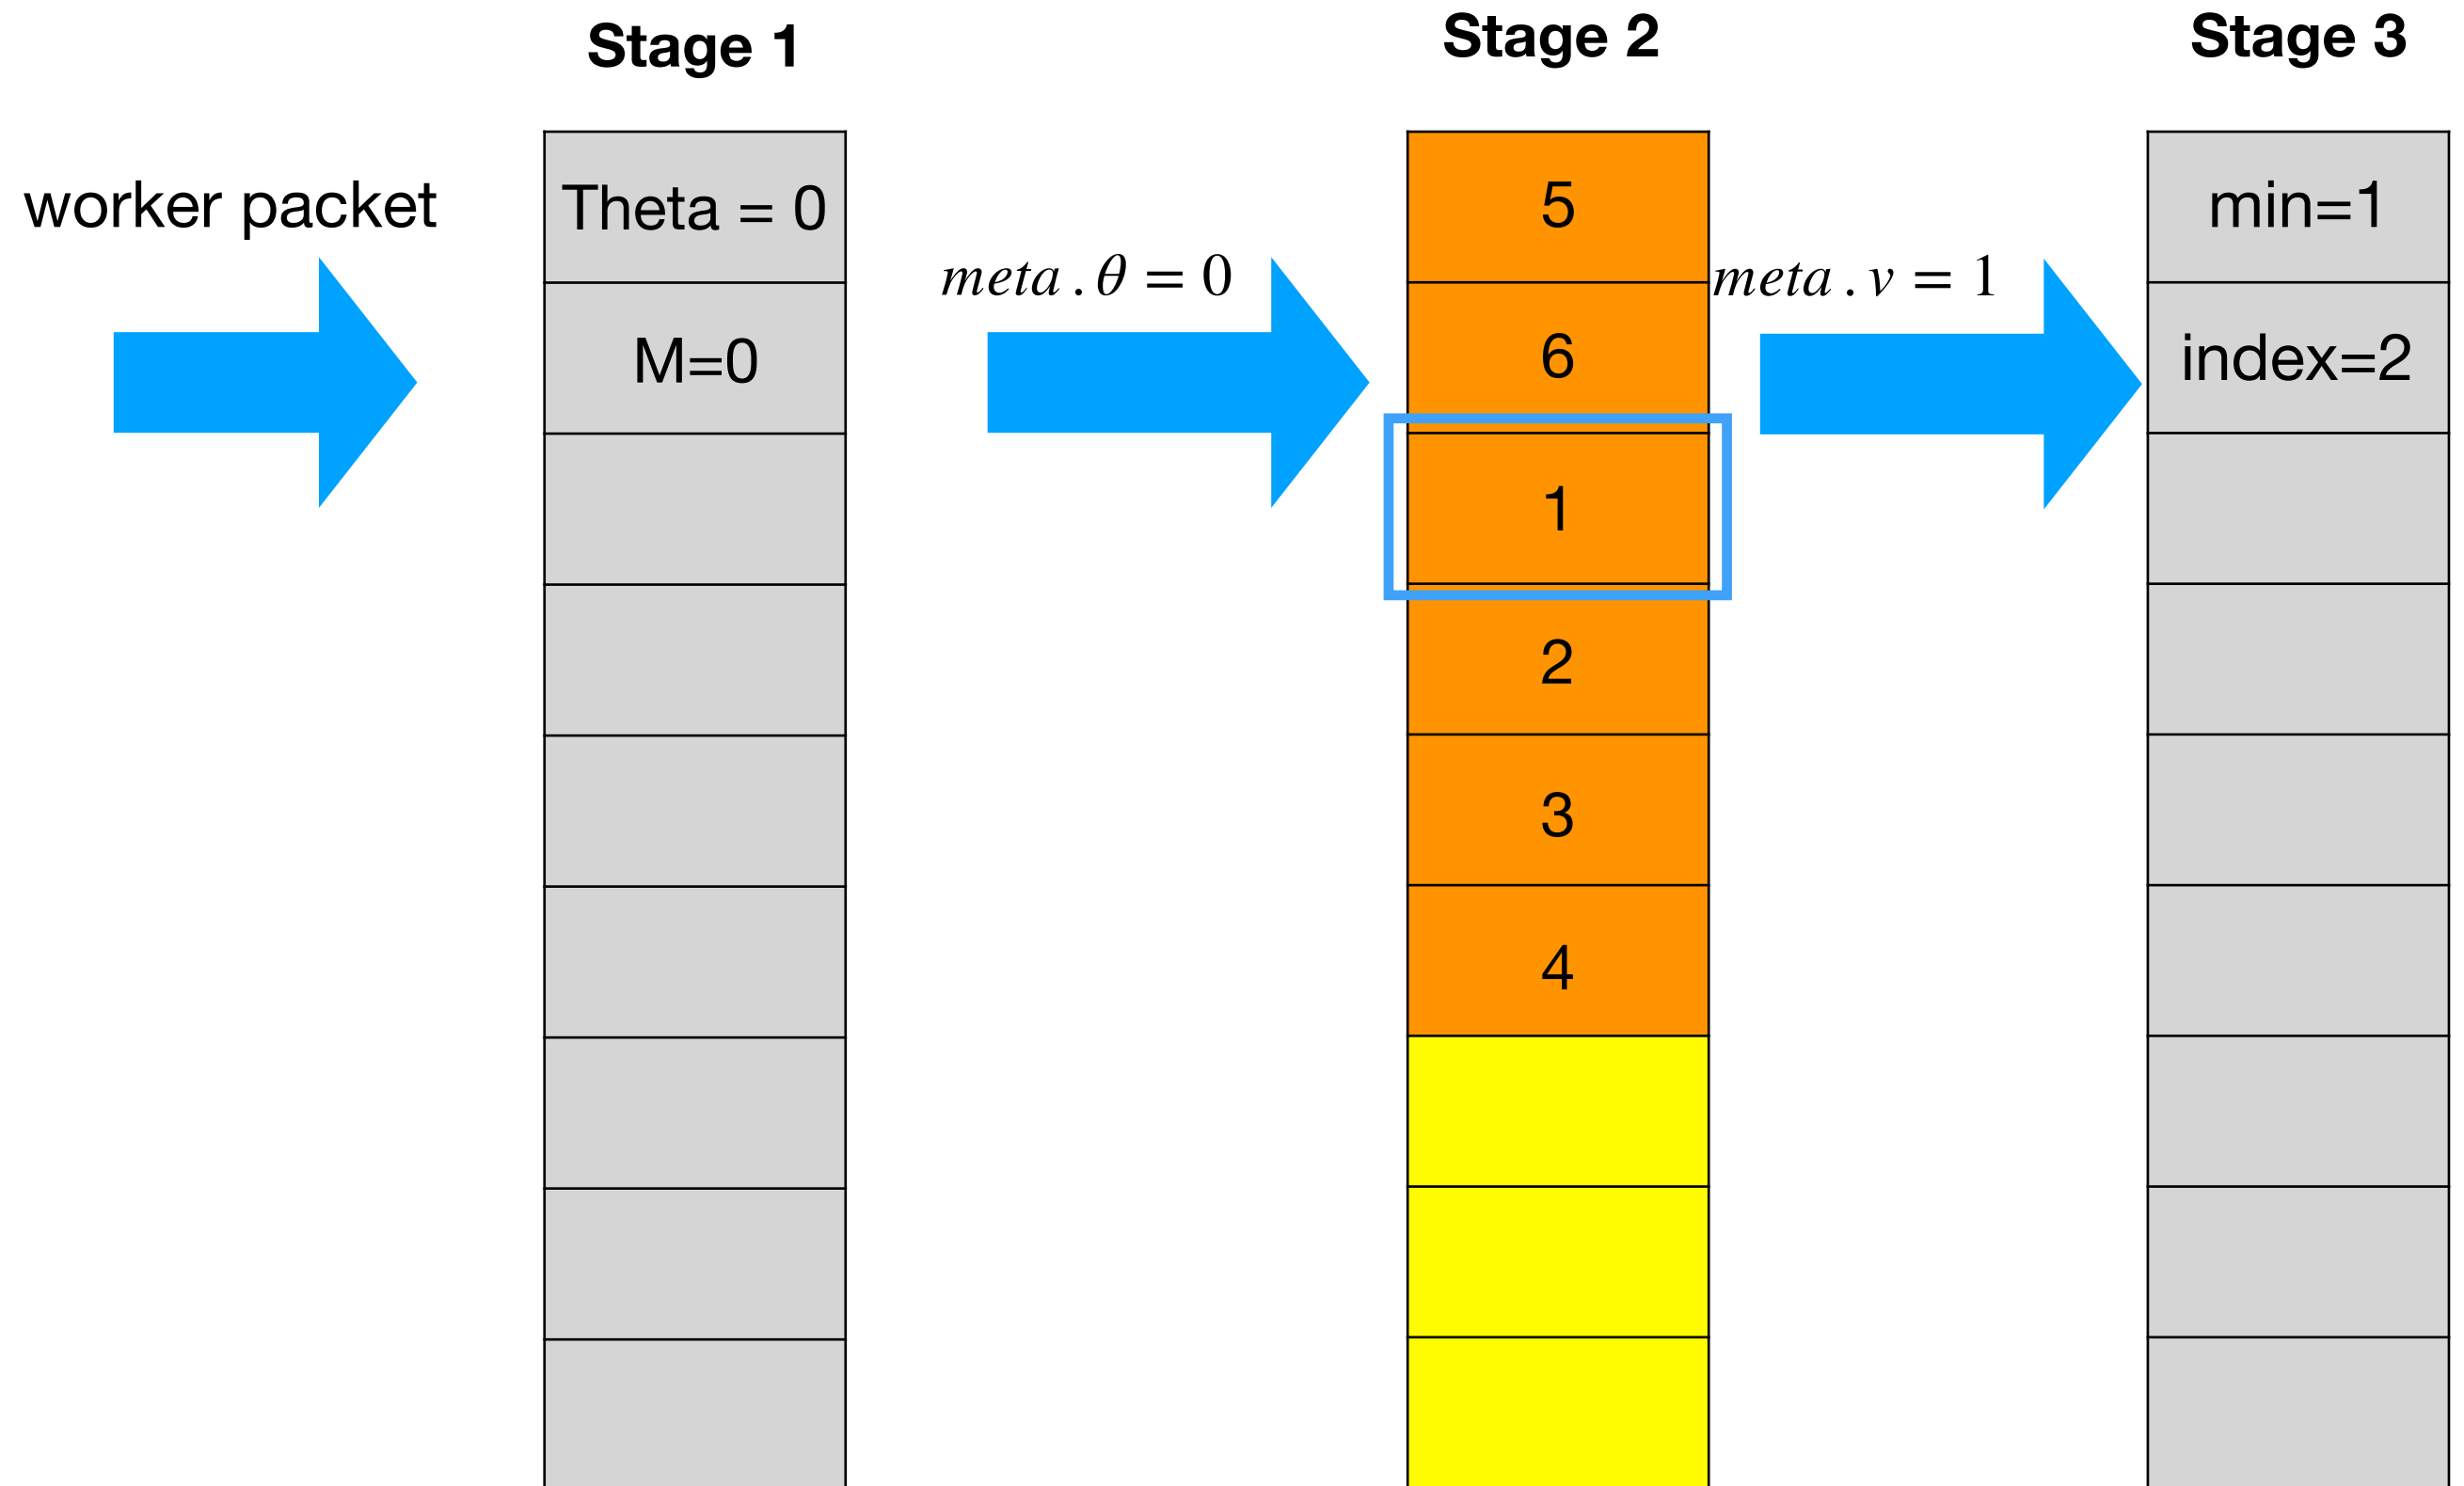 Stage 1
Stage 2
Stage 3
worker packet
Theta = 0
M=0
meta.θ = 0
5
6
1
2
3
4
meta.v = 1
min=1
index=2